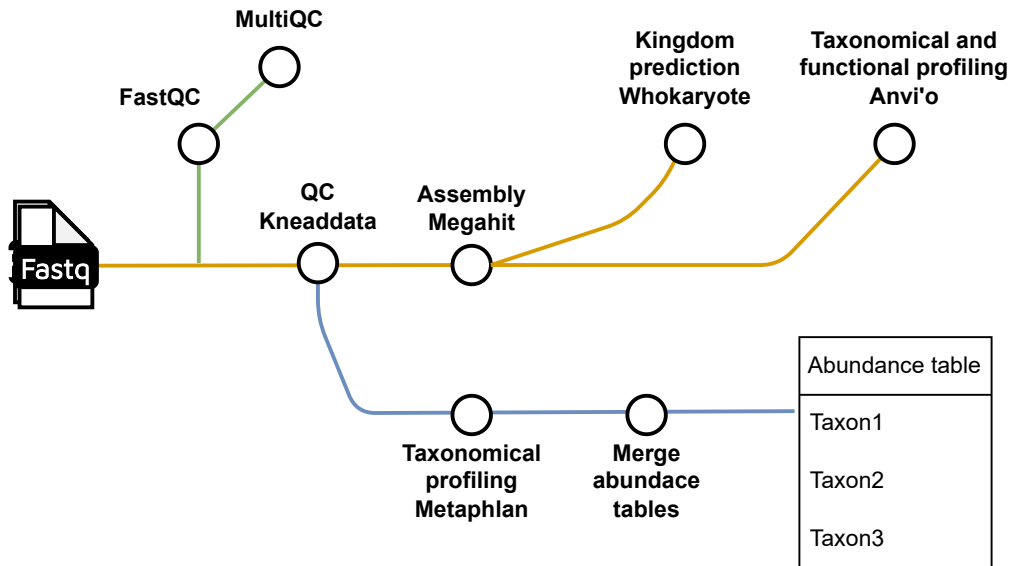 MultiQC
FastQC
Kingdom
prediction
Whokaryote
Taxonomical and
functional profiling
Anvi'o
QC
Kneaddata
Assembly
Megahit
Fastq
Taxonomical
profiling
Metaphlan
Merge
abundace
tables
Abundance table
Taxon1
Taxon2
Taxon3